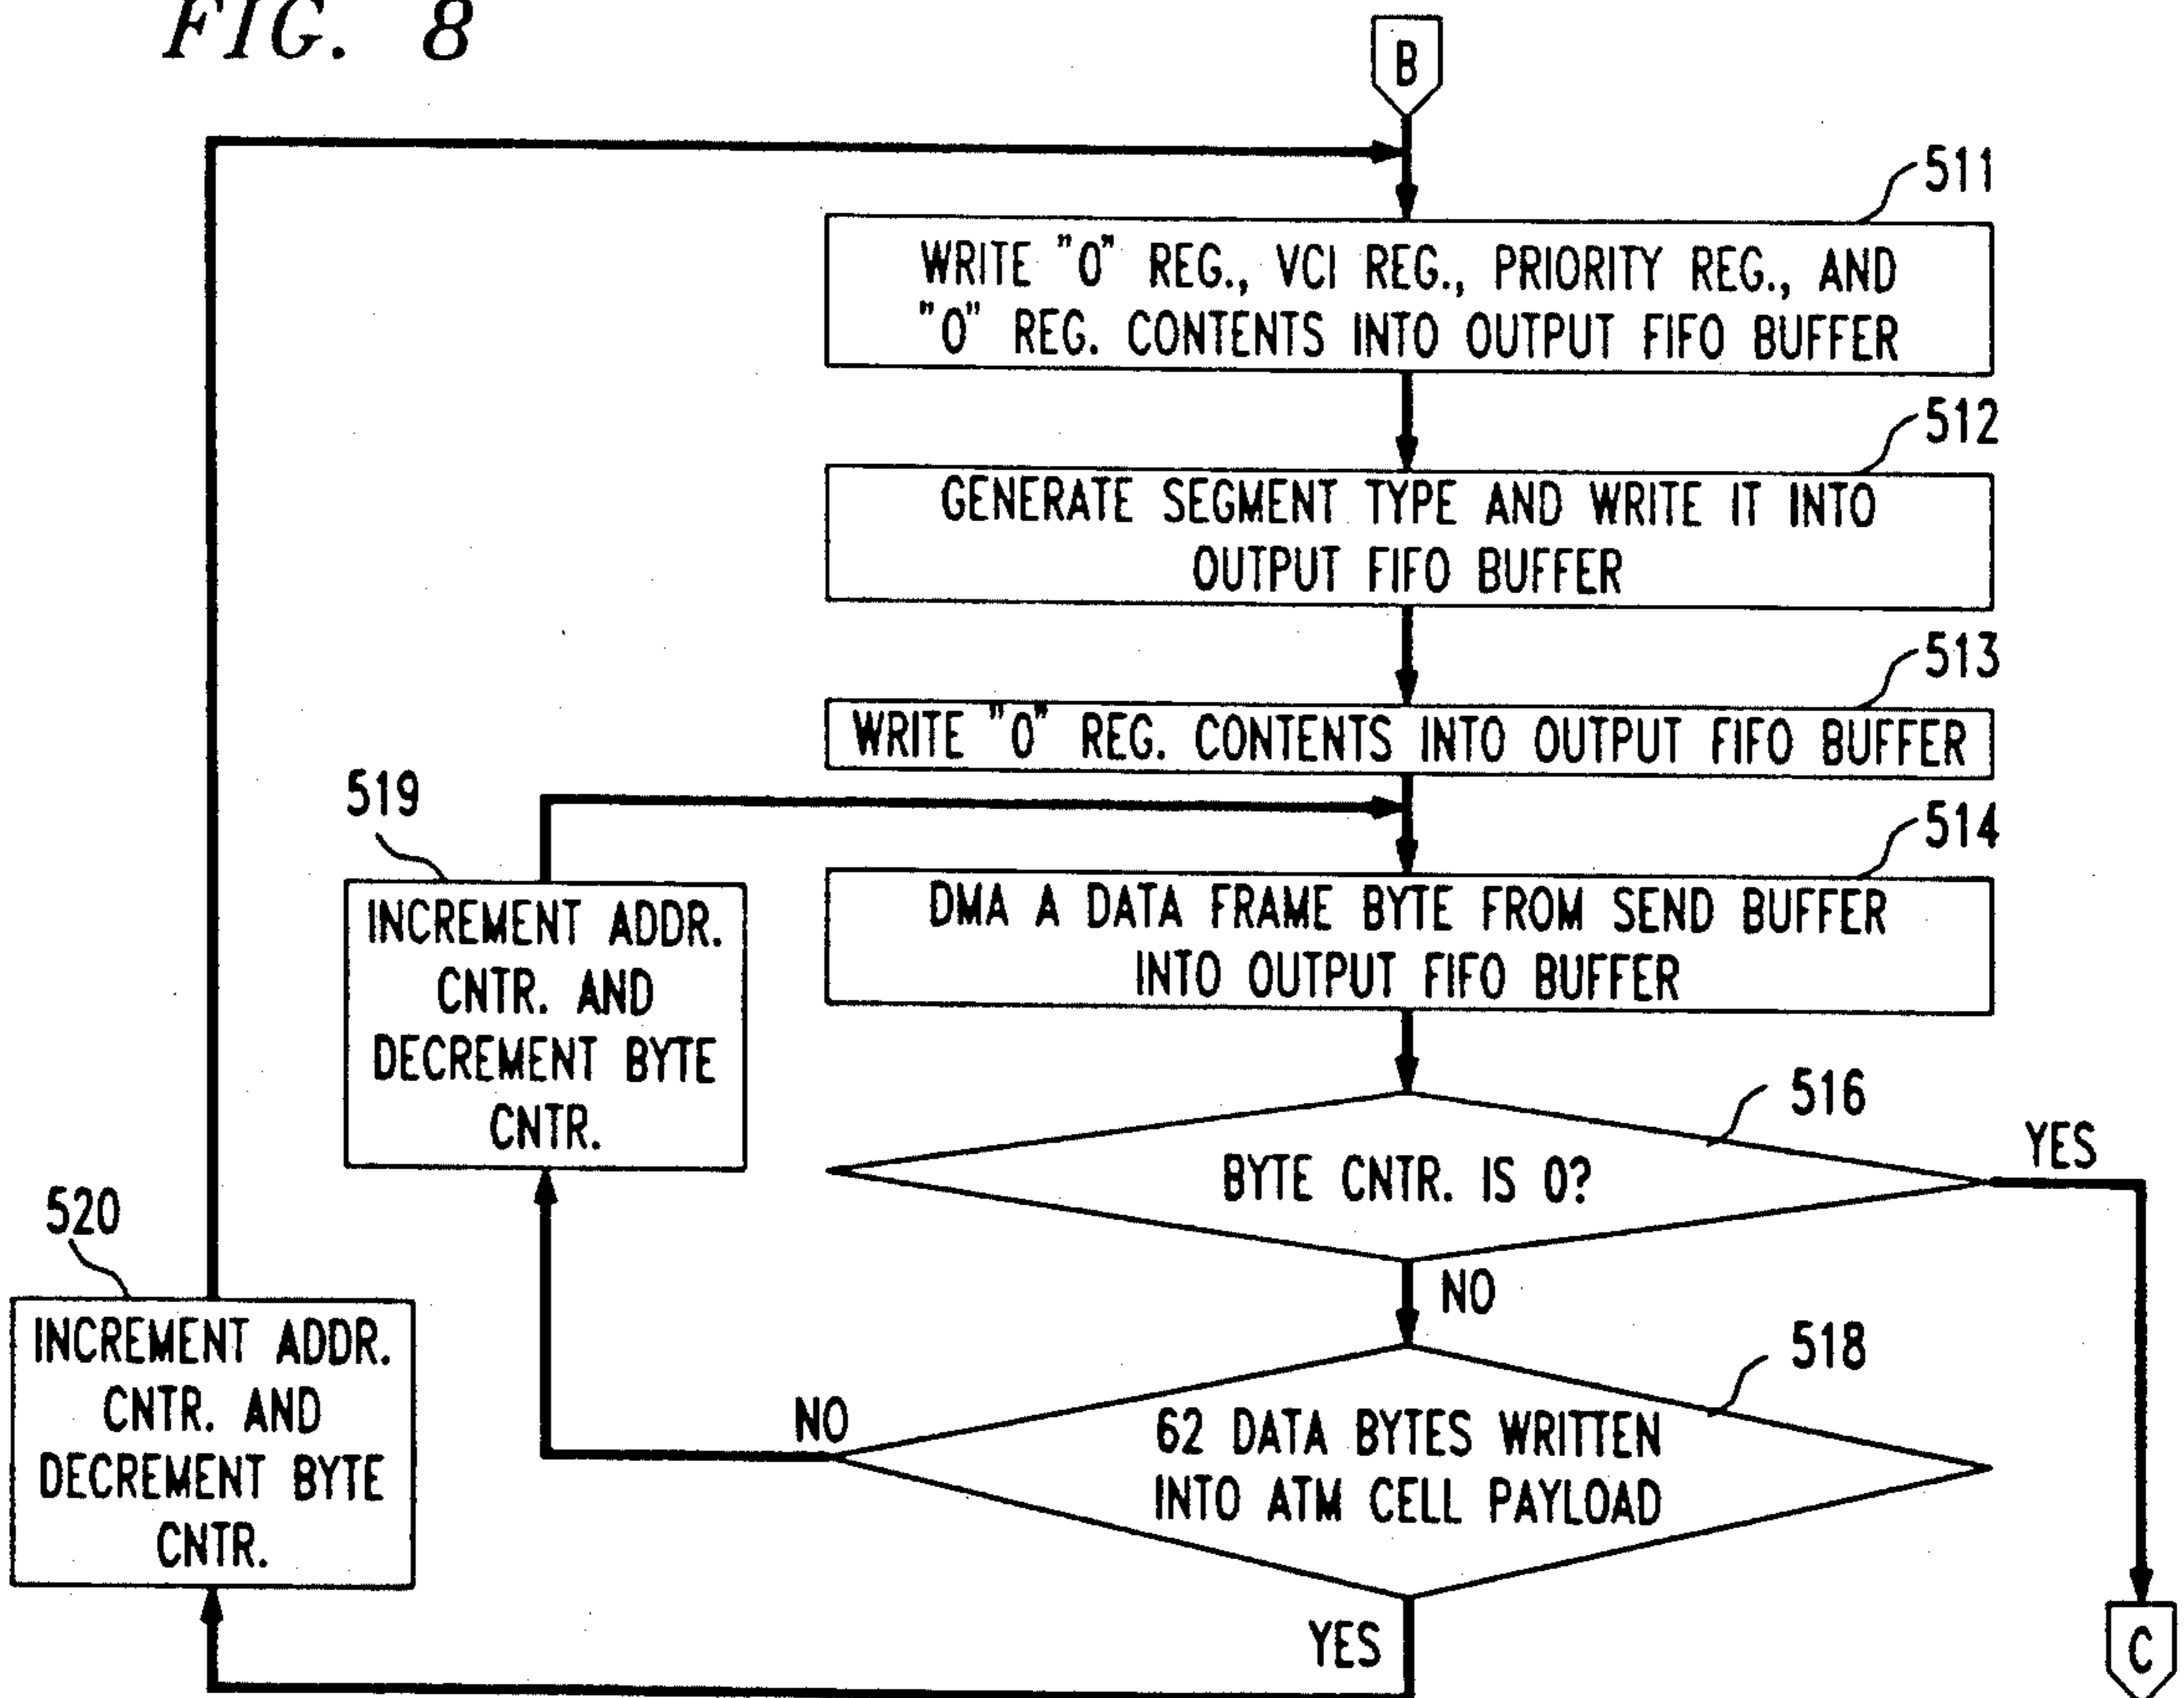 FIG. 8
B
511
WRITE "0" REG., VCI REG., PRIORITY REG., AND
"0" REG. CONTENTS INTO OUTPUT FIFO BUFFER
512
GENERATE SEGMENT TYPE AND WRITE IT INTO
OUTPUT FIFO BUFFER
513
WRITE "0" REG. CONTENTS INTO OUTPUT FIFO BUFFER
519
INCREMENT ADDR.
CNTR. AND
DECREMENT BYTE
CNTR.
514
DMA A DATA FRAME BYTE FROM SEND BUFFER
INTO OUTPUT FIFO BUFFER
516
BYTE CNTR. IS 0?
YES
NO
518
62 DATA BYTES WRITTEN
INTO ATM CELL PAYLOAD
NO
YES
520
INCREMENT ADDR.
CNTR. AND
DECREMENT BYTE
CNTR.
C